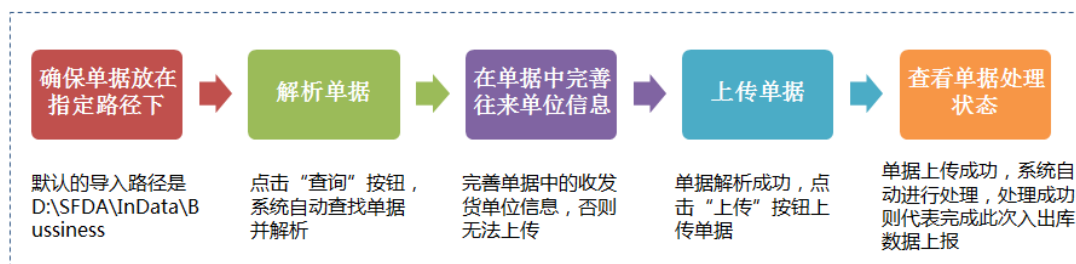 确保单据放在
指定路径下
解析单据
在单据中完善
往来单位信息
上传单据
查看单据处理
状态
默认的导入路径是
D:\SFDA\InData\B
ussiness
点击“查询”按钮，
系统自动查找单据
并解析
完善单据中的收发
货单位信息，否则
无法上传
单据解析成功，点
击“上传”按钮上
传单据
单据上传成功，系统自
动进行处理，处理成功
则代表完成此次入出库
数据上报